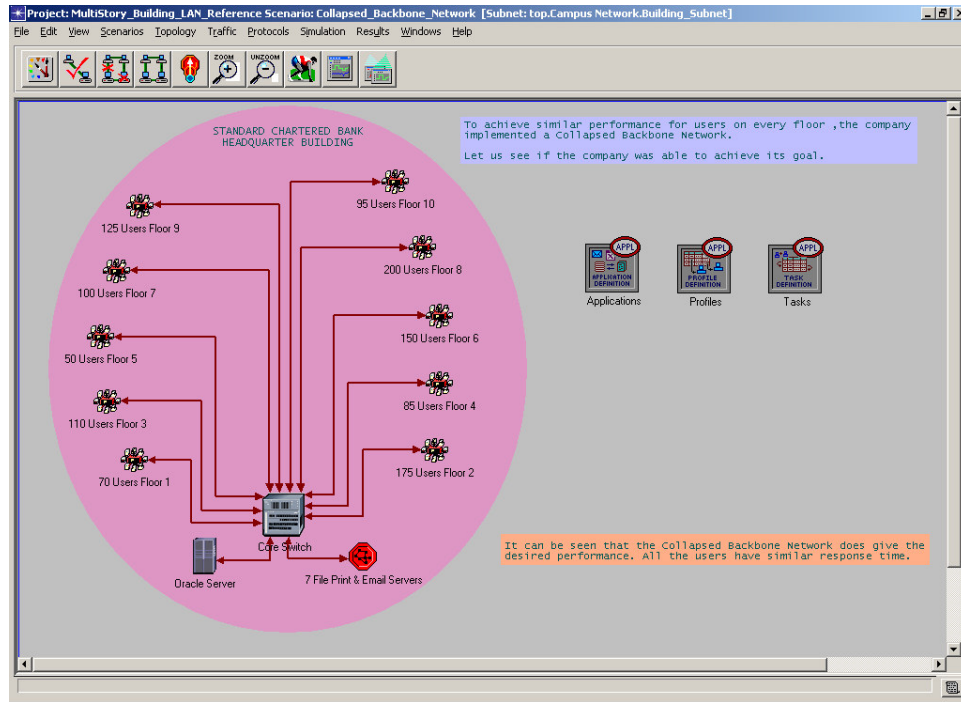 Project: MultiStory_Building_LAN_Reference Scenario: Collapsed_Backbone_Network [Subnet: top.Campus Network.Building_Subnet]
File Edit View Scenarios Topology Traffic Protocols Simulation Results Windows Help
ZOOM UNZOOM
STANDARD CHARTERED BANK
HEADQUARTER BUILDING
To achieve similar performance for users on every floor ,the company
implemented a Collapsed Backbone Network.
Let us see if the company was able to achieve its goal.
95 Users Floor 10
125 Users Floor 9
200 Users Floor 8
100 Users Floor 7
150 Users Floor 6
50 Users Floor 5
85 Users Floor 4
110 Users Floor 3
175 Users Floor 2
70 Users Floor 1
APPL
APPLICATION
DEFINITION
Applications
APPL
PROFILE
DEFINITION
Profiles
APPL
TASK
DEFINITION
Tasks
Core Switch
Oracle Server
7 File Print & Email Servers
It can be seen that the Collapsed Backbone Network does give the
desired performance. All the users have similar response time.